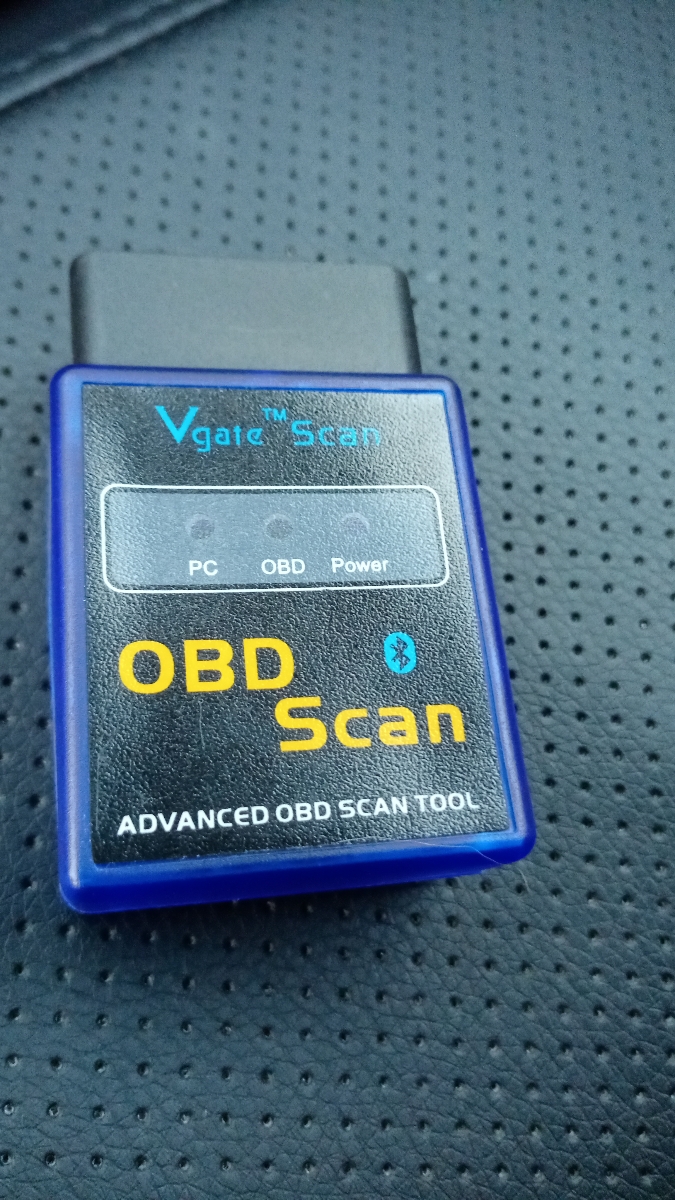 Vgate™ Scan
PC OBD Power
OBD
Scan
ADVANCED OBD SCAN TOOL